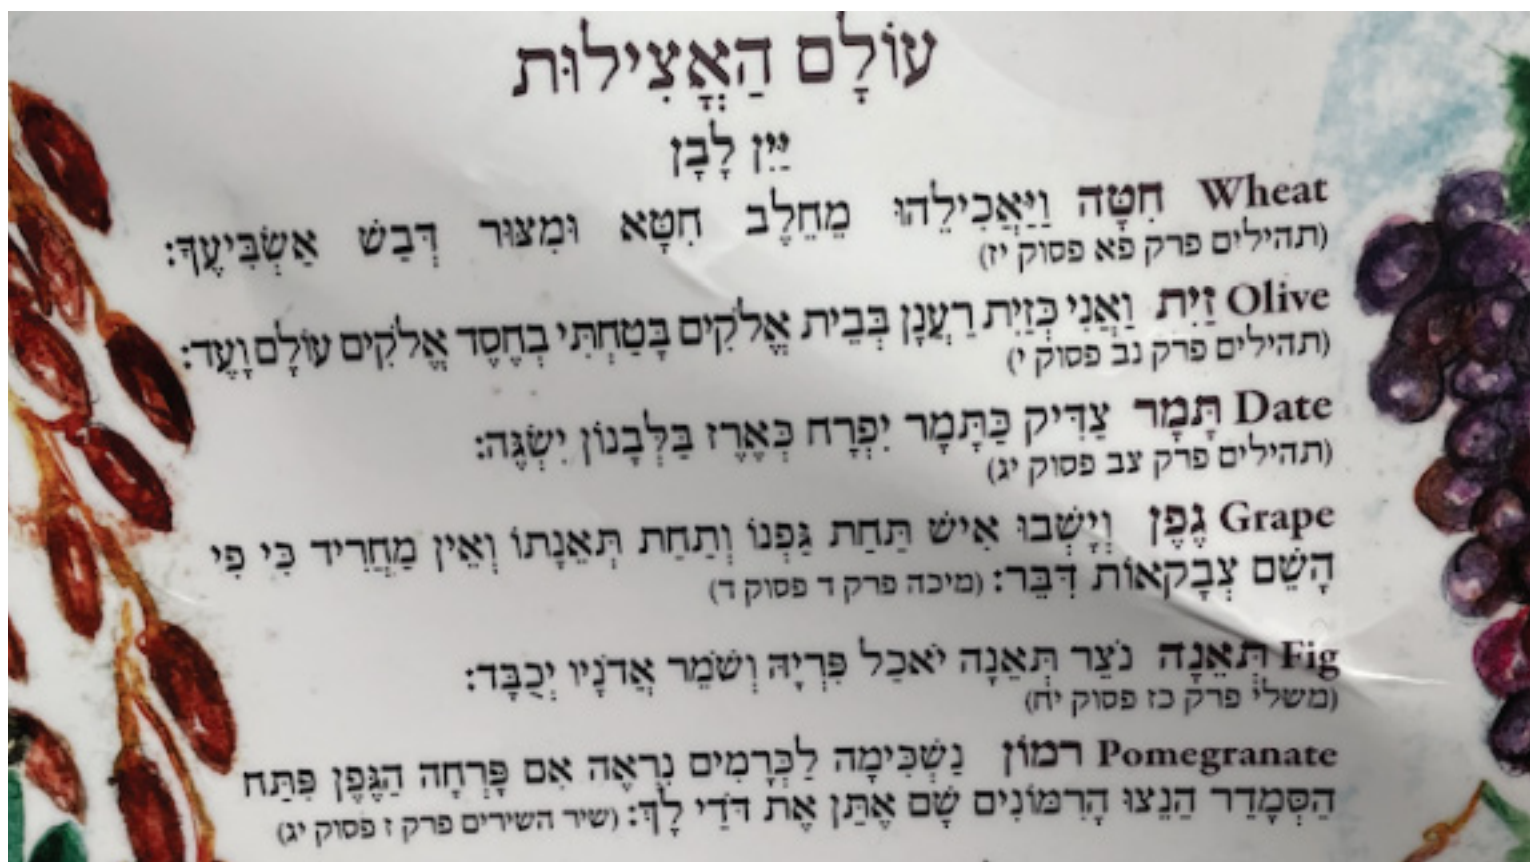 עוֹלָם הַאֲצִילוּת
יַיִן לָבָן
Wheat חִטָּה וַיַּאֲכִילֵהוּ מֵחֵלֶב חִטָּא וּמִצוּר דְּבַשׁ אַשְׂבִּיעֶךָ:
(תהילים פרק פא פסוק יז)
Olive זַיִת וַאֲנִי כְּזַיִת רַעֲנָן בְּבֵית אֱלֹקִים בָּטַחְתִּי בְחֶסֶד אֱלֹקִים עוֹלָם וָעֶד:
(תהילים פרק נב פסוק י)
Date תָּמָר צַדִּיק כַּתָּמָר יִפְרָח כְּאֶרֶז בַּלְּבָנוֹן יִשְׂגֶּה:
(תהילים פרק צב פסוק יג)
Grape גֶּפֶן וְיָשְׁבוּ אִישׁ תַּחַת גַּפְנוֹ וְתַחַת תְּאֵנָתוֹ וְאֵין מַחֲרִיד כִּי פִי
הָשֵׁם צְבָקאוֹת דִּבֵּר: (מיכה פרק ד פסוק ד)
Fig תְּאֵנָה נֹצֵר תְּאֵנָה יֹאכַל פִּרְיָהּ וְשֹׁמֵר אֲדֹנָיו יְכֻבָּד:
(משלי פרק כז פסוק יח)
Pomegranate רמוֹן נַשְׁכִּימָה לַכְּרָמִים נִרְאֶה אִם פָּרְחָה הַגֶּפֶן פִּתַּח
הַסְּמָדַר הֵנֵצוּ הָרִמּוֹנִים שָׁם אֶתֵּן אֶת דֹּדַי לָךְ: (שיר השירים פרק ז פסוק יג)